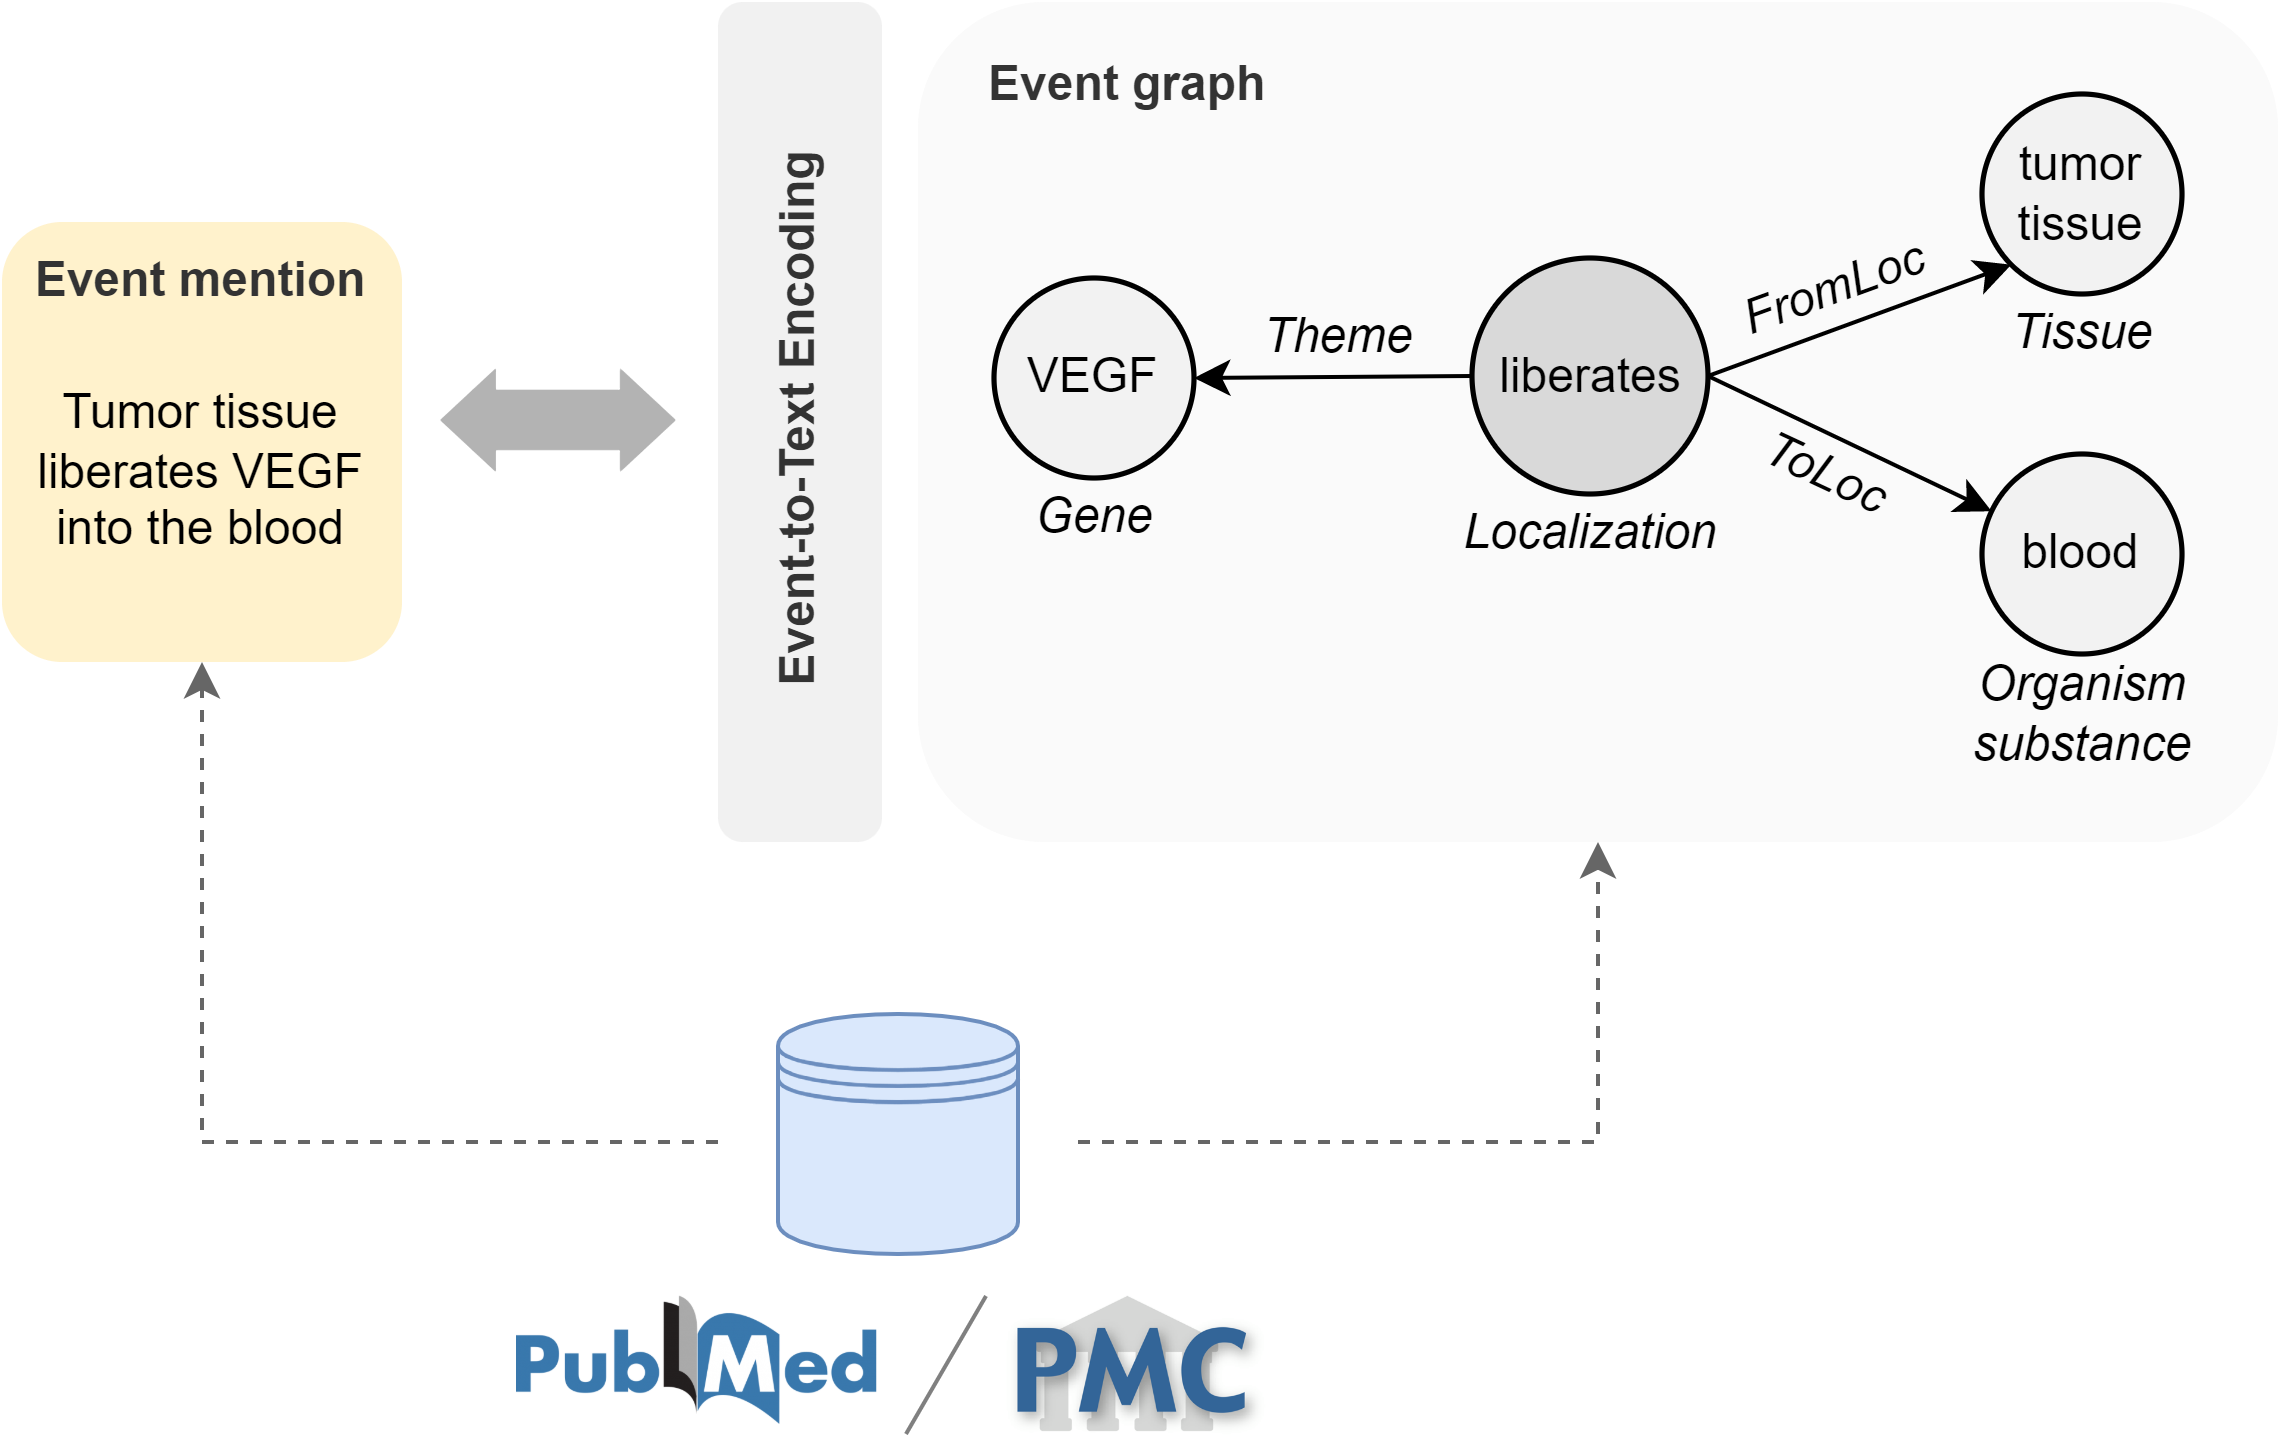 Event mention
Tumor tissue
liberates VEGF
into the blood
Event-to-Text Encoding
Event graph
VEGF
Gene
Theme
liberates
Localization
FromLoc
tumor
tissue
Tissue
ToLoc
blood
Organism
substance
PubMed
PMC